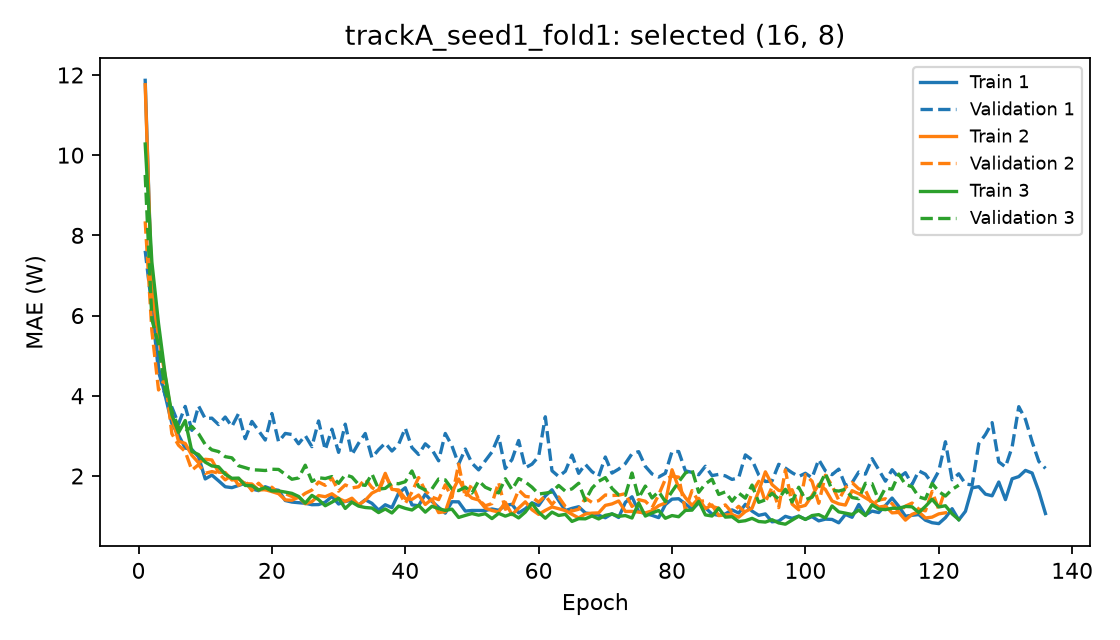 trackA_seed1_fold1: selected (16, 8)
12
10
8
6
4
2
MAE (W)
Train 1
Validation 1
Train 2
Validation 2
Train 3
Validation 3
0 20 40 60 80 100 120 140
Epoch